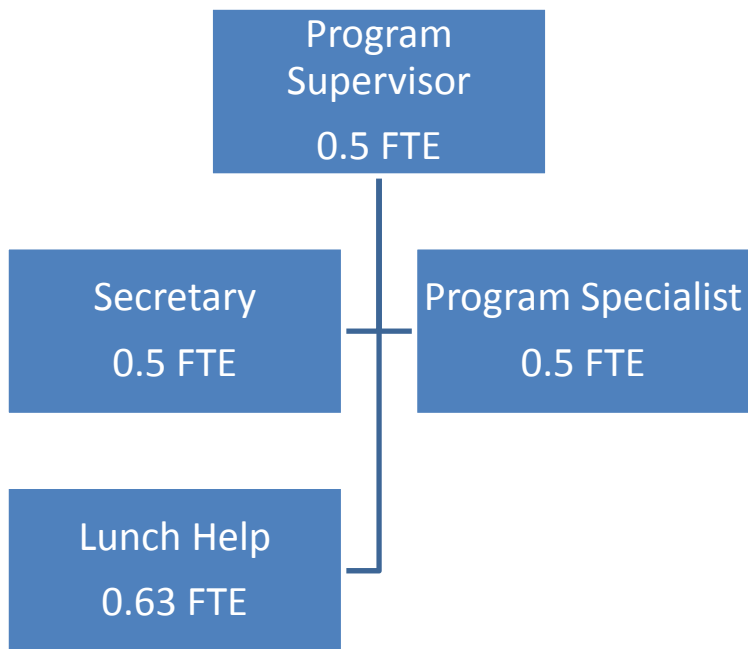 Program
Supervisor
0.5 FTE
Secretary
0.5 FTE
Program Specialist
0.5 FTE
Lunch Help
0.63 FTE